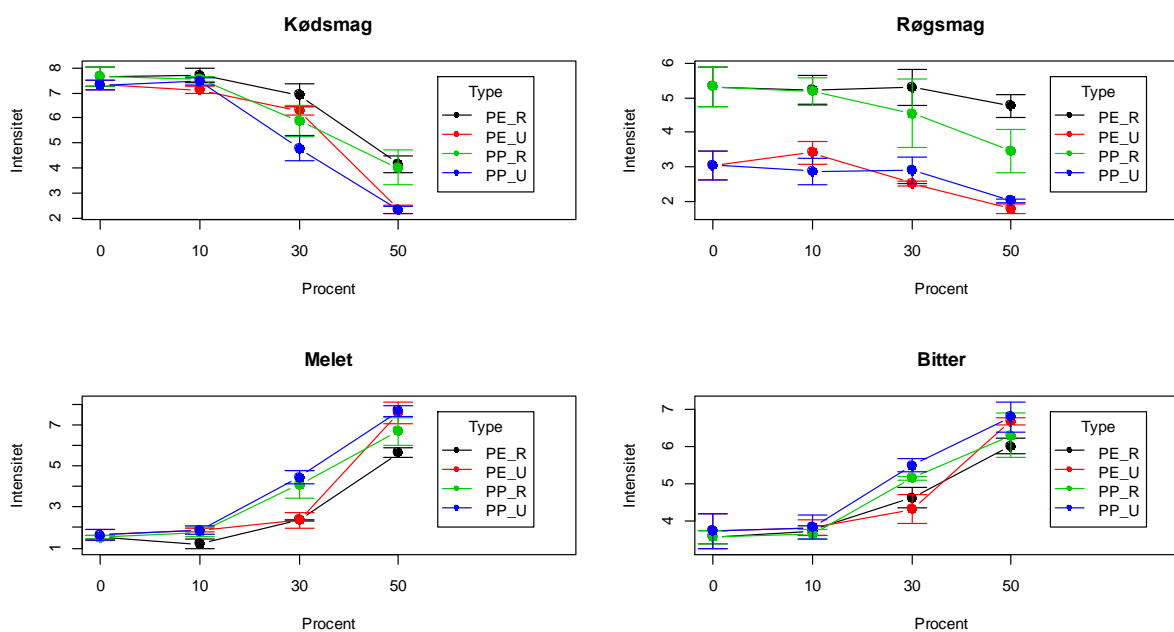 Kødsmag
Intensitet
8
7
6
5
4
3
2
0
10
30
50
Procent
Type
PE_R
PE_U
PP_R
PP_U
Røgsmag
Intensitet
6
5
4
3
2
0
10
30
50
Procent
Type
PE_R
PE_U
PP_R
PP_U
Melet
Intensitet
7
5
3
1
0
10
30
50
Procent
Type
PE_R
PE_U
PP_R
PP_U
Bitter
Intensitet
7
6
5
4
0
10
30
50
Procent
Type
PE_R
PE_U
PP_R
PP_U